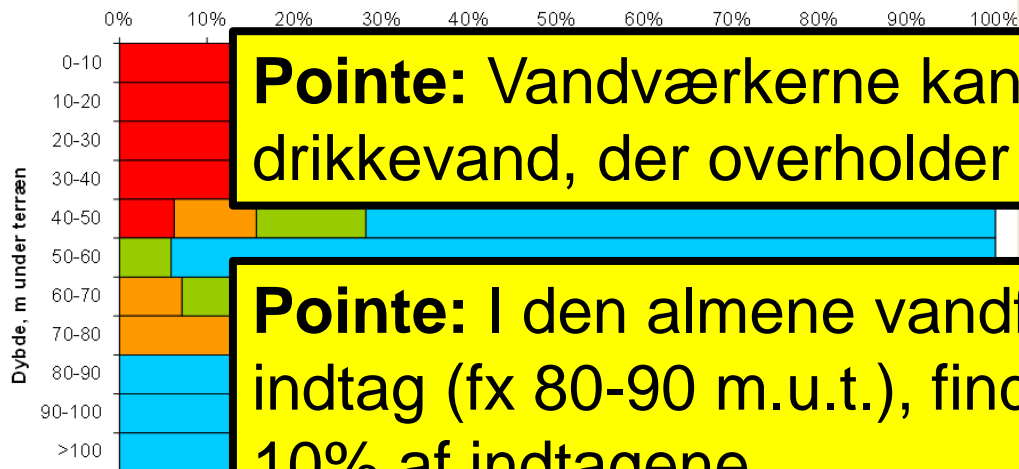 0% 10% 20% 30% 40% 50% 60% 70% 80% 90% 100%
Dybde, m under terræn
0-10
10-20
20-30
30-40
40-50
50-60
60-70
70-80
80-90
90-100
>100
Pointe: Vandværkerne kan
drikkevand, der overholder
Pointe: I den almene vandf
indtag (fx 80-90 m.u.t.), find
10% af indtagene